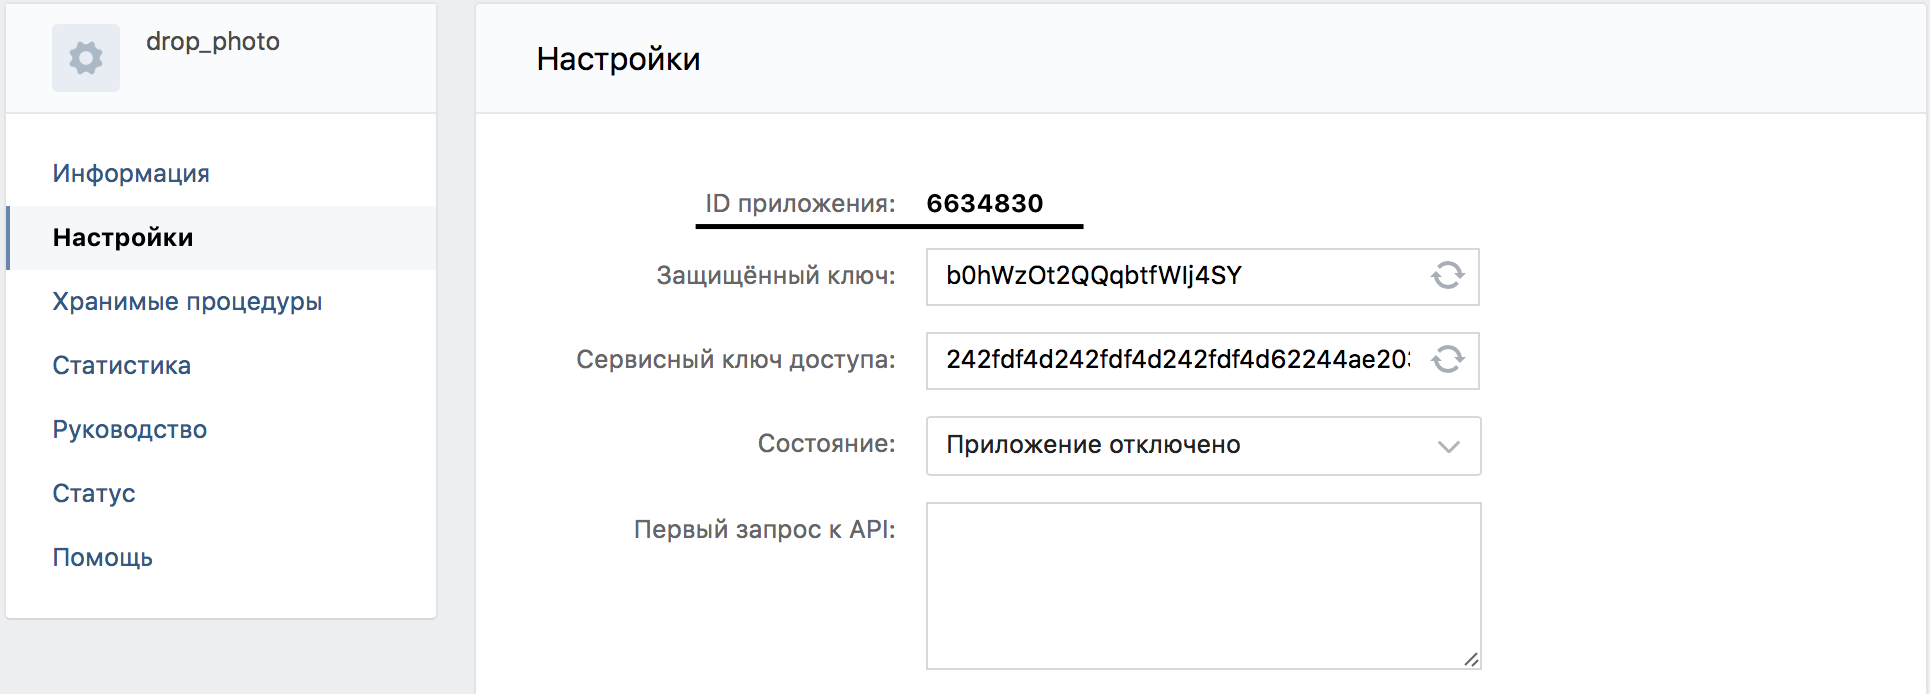 drop_photo
Информация
Настройки
Хранимые процедуры
Статистика
Руководство
Статус
Помощь
Настройки
ID приложения: 6634830
Защищённый ключ: b0hWzOt2QQqbtfWlj4SY
Сервисный ключ доступа: 242fdf4d242fdf4d242fdf4d62244ae20
Состояние: Приложение отключено
Первый запрос к API: